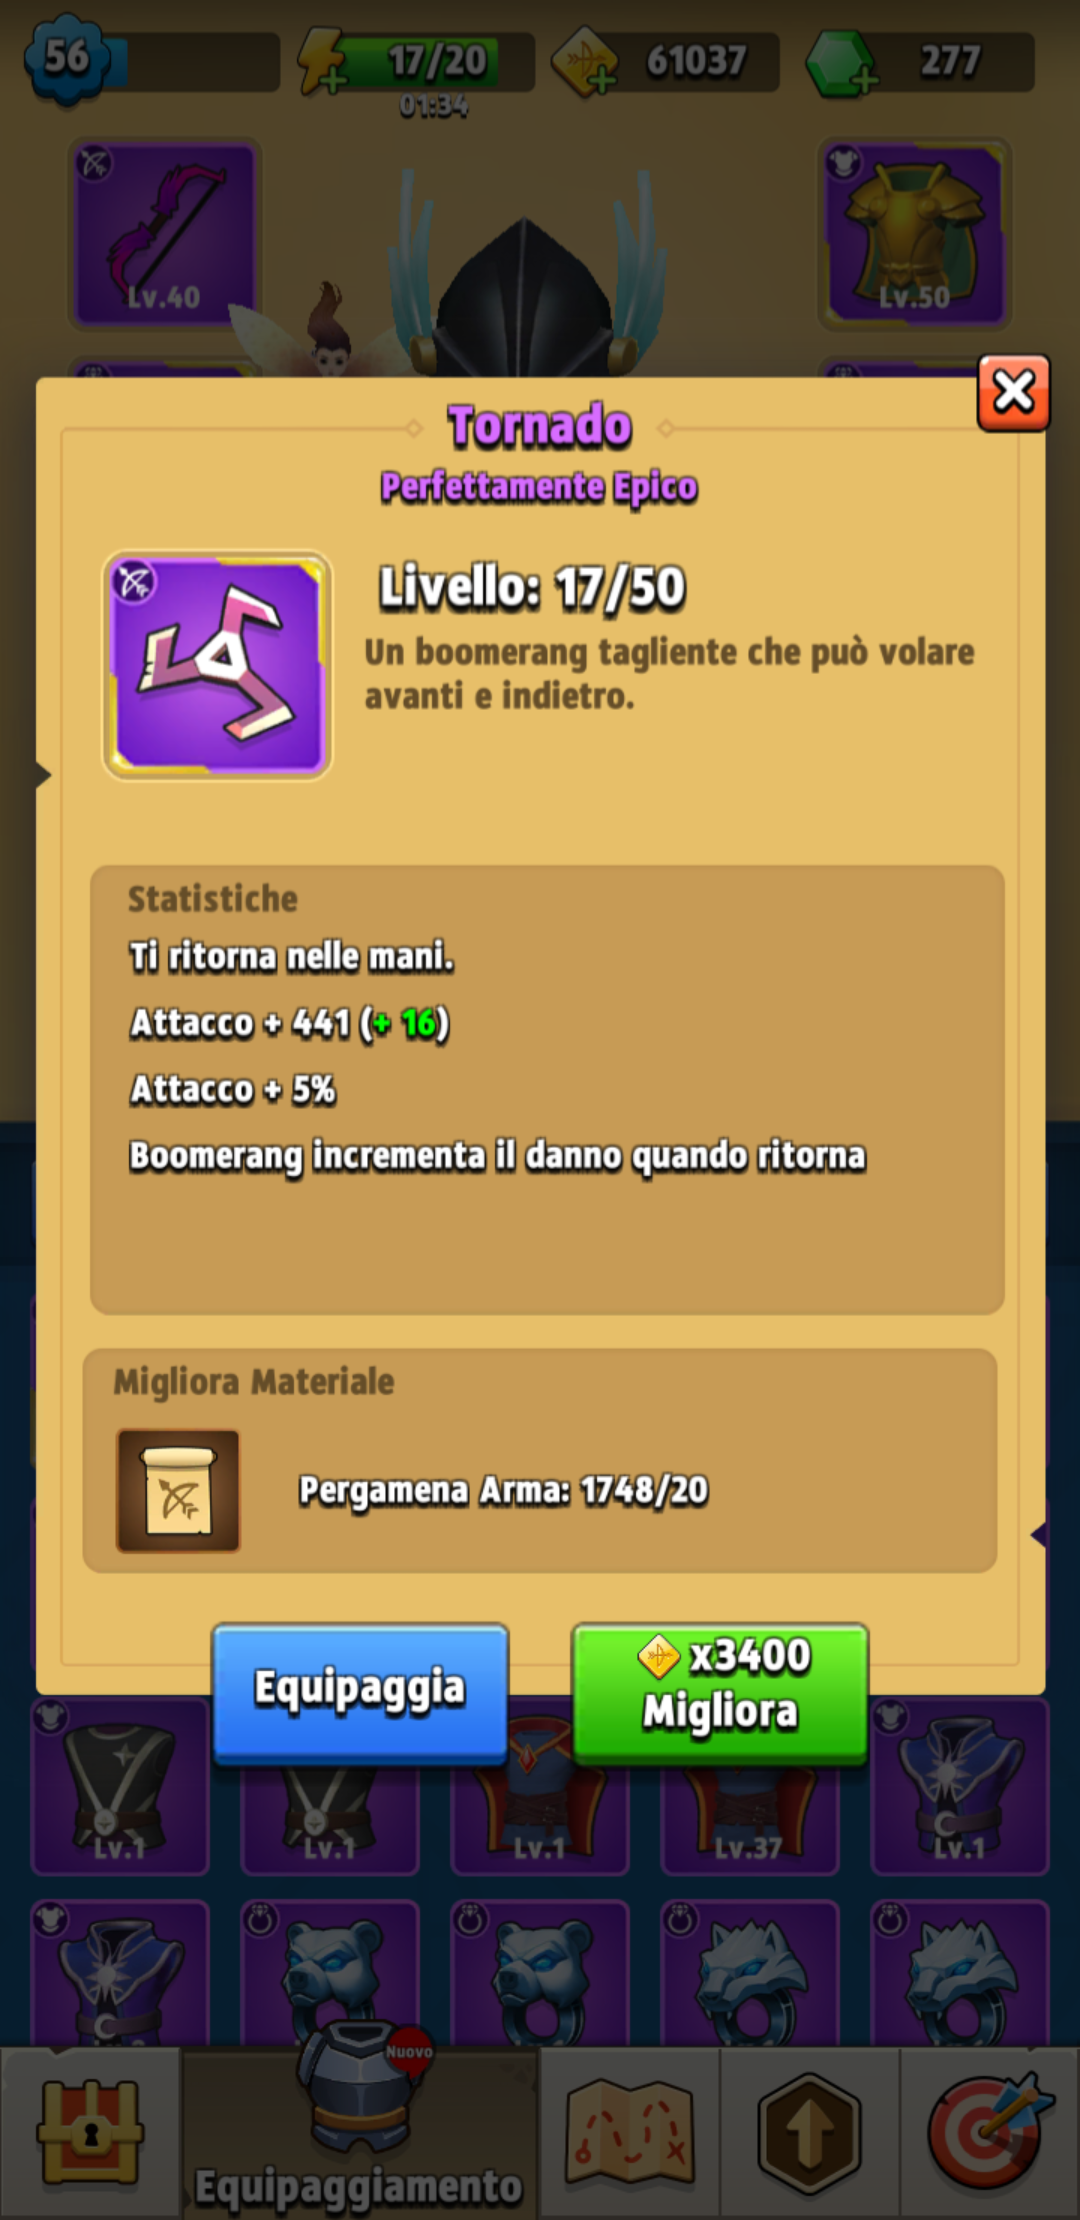 56
17/20
61037
277
01:34
Lv.40
Lv.50
Tornado
Perfettamente Epico
Livello: 17/50
Un boomerang tagliente che può volare
avanti e indietro.
Statistiche
Ti ritorna nelle mani.
Attacco + 441 (+ 16)
Attacco + 5%
Boomerang incrementa il danno quando ritorna
Migliora Materiale
Pergamena Arma: 1748/20
Equipaggia
x3400
Migliora
Lv.1
Lv.1
Lv.1
Lv.37
Lv.1
Nuovo
Equipaggiamento